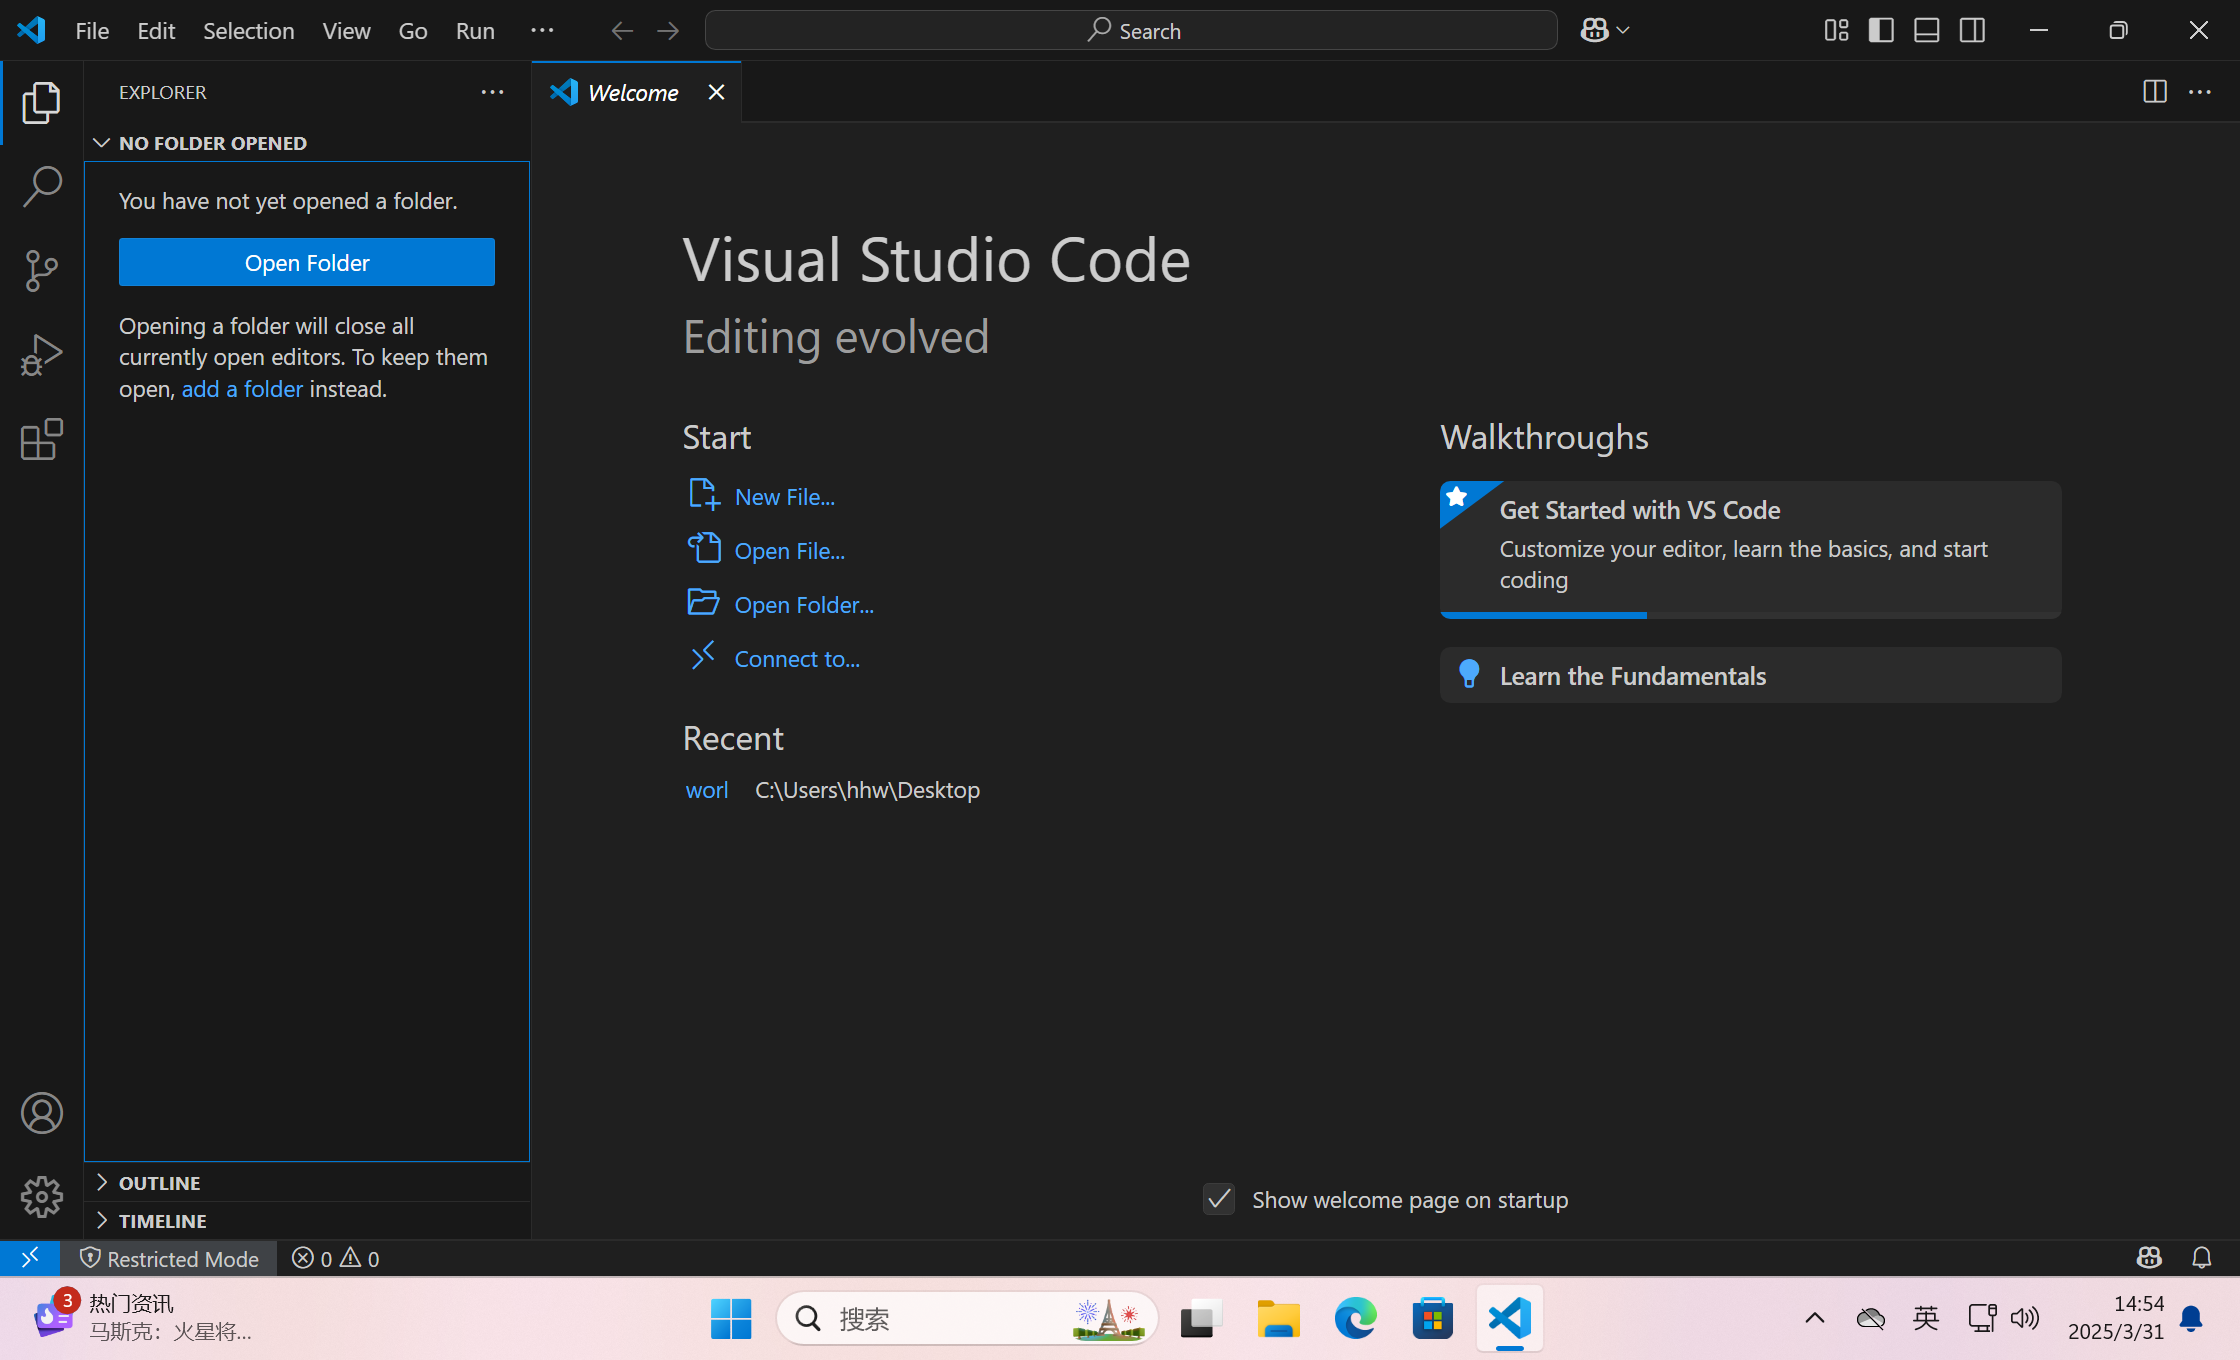 File Edit Selection View Go Run
Search
EXPLORER
Welcome
NO FOLDER OPENED
You have not yet opened a folder.
Open Folder
Opening a folder will close all
currently open editors. To keep them
open, add a folder instead.
Visual Studio Code
Editing evolved
Start
New File...
Open File...
Open Folder...
Connect to...
Recent
worl C:\Users\hhw\Desktop
Walkthroughs
Get Started with VS Code
Customize your editor, learn the basics, and start
coding
Learn the Fundamentals
OUTLINE
TIMELINE
Show welcome page on startup
Restricted Mode 0 0
3
热门资讯
马斯克：火星将...
搜索
英
14:54
2025/3/31